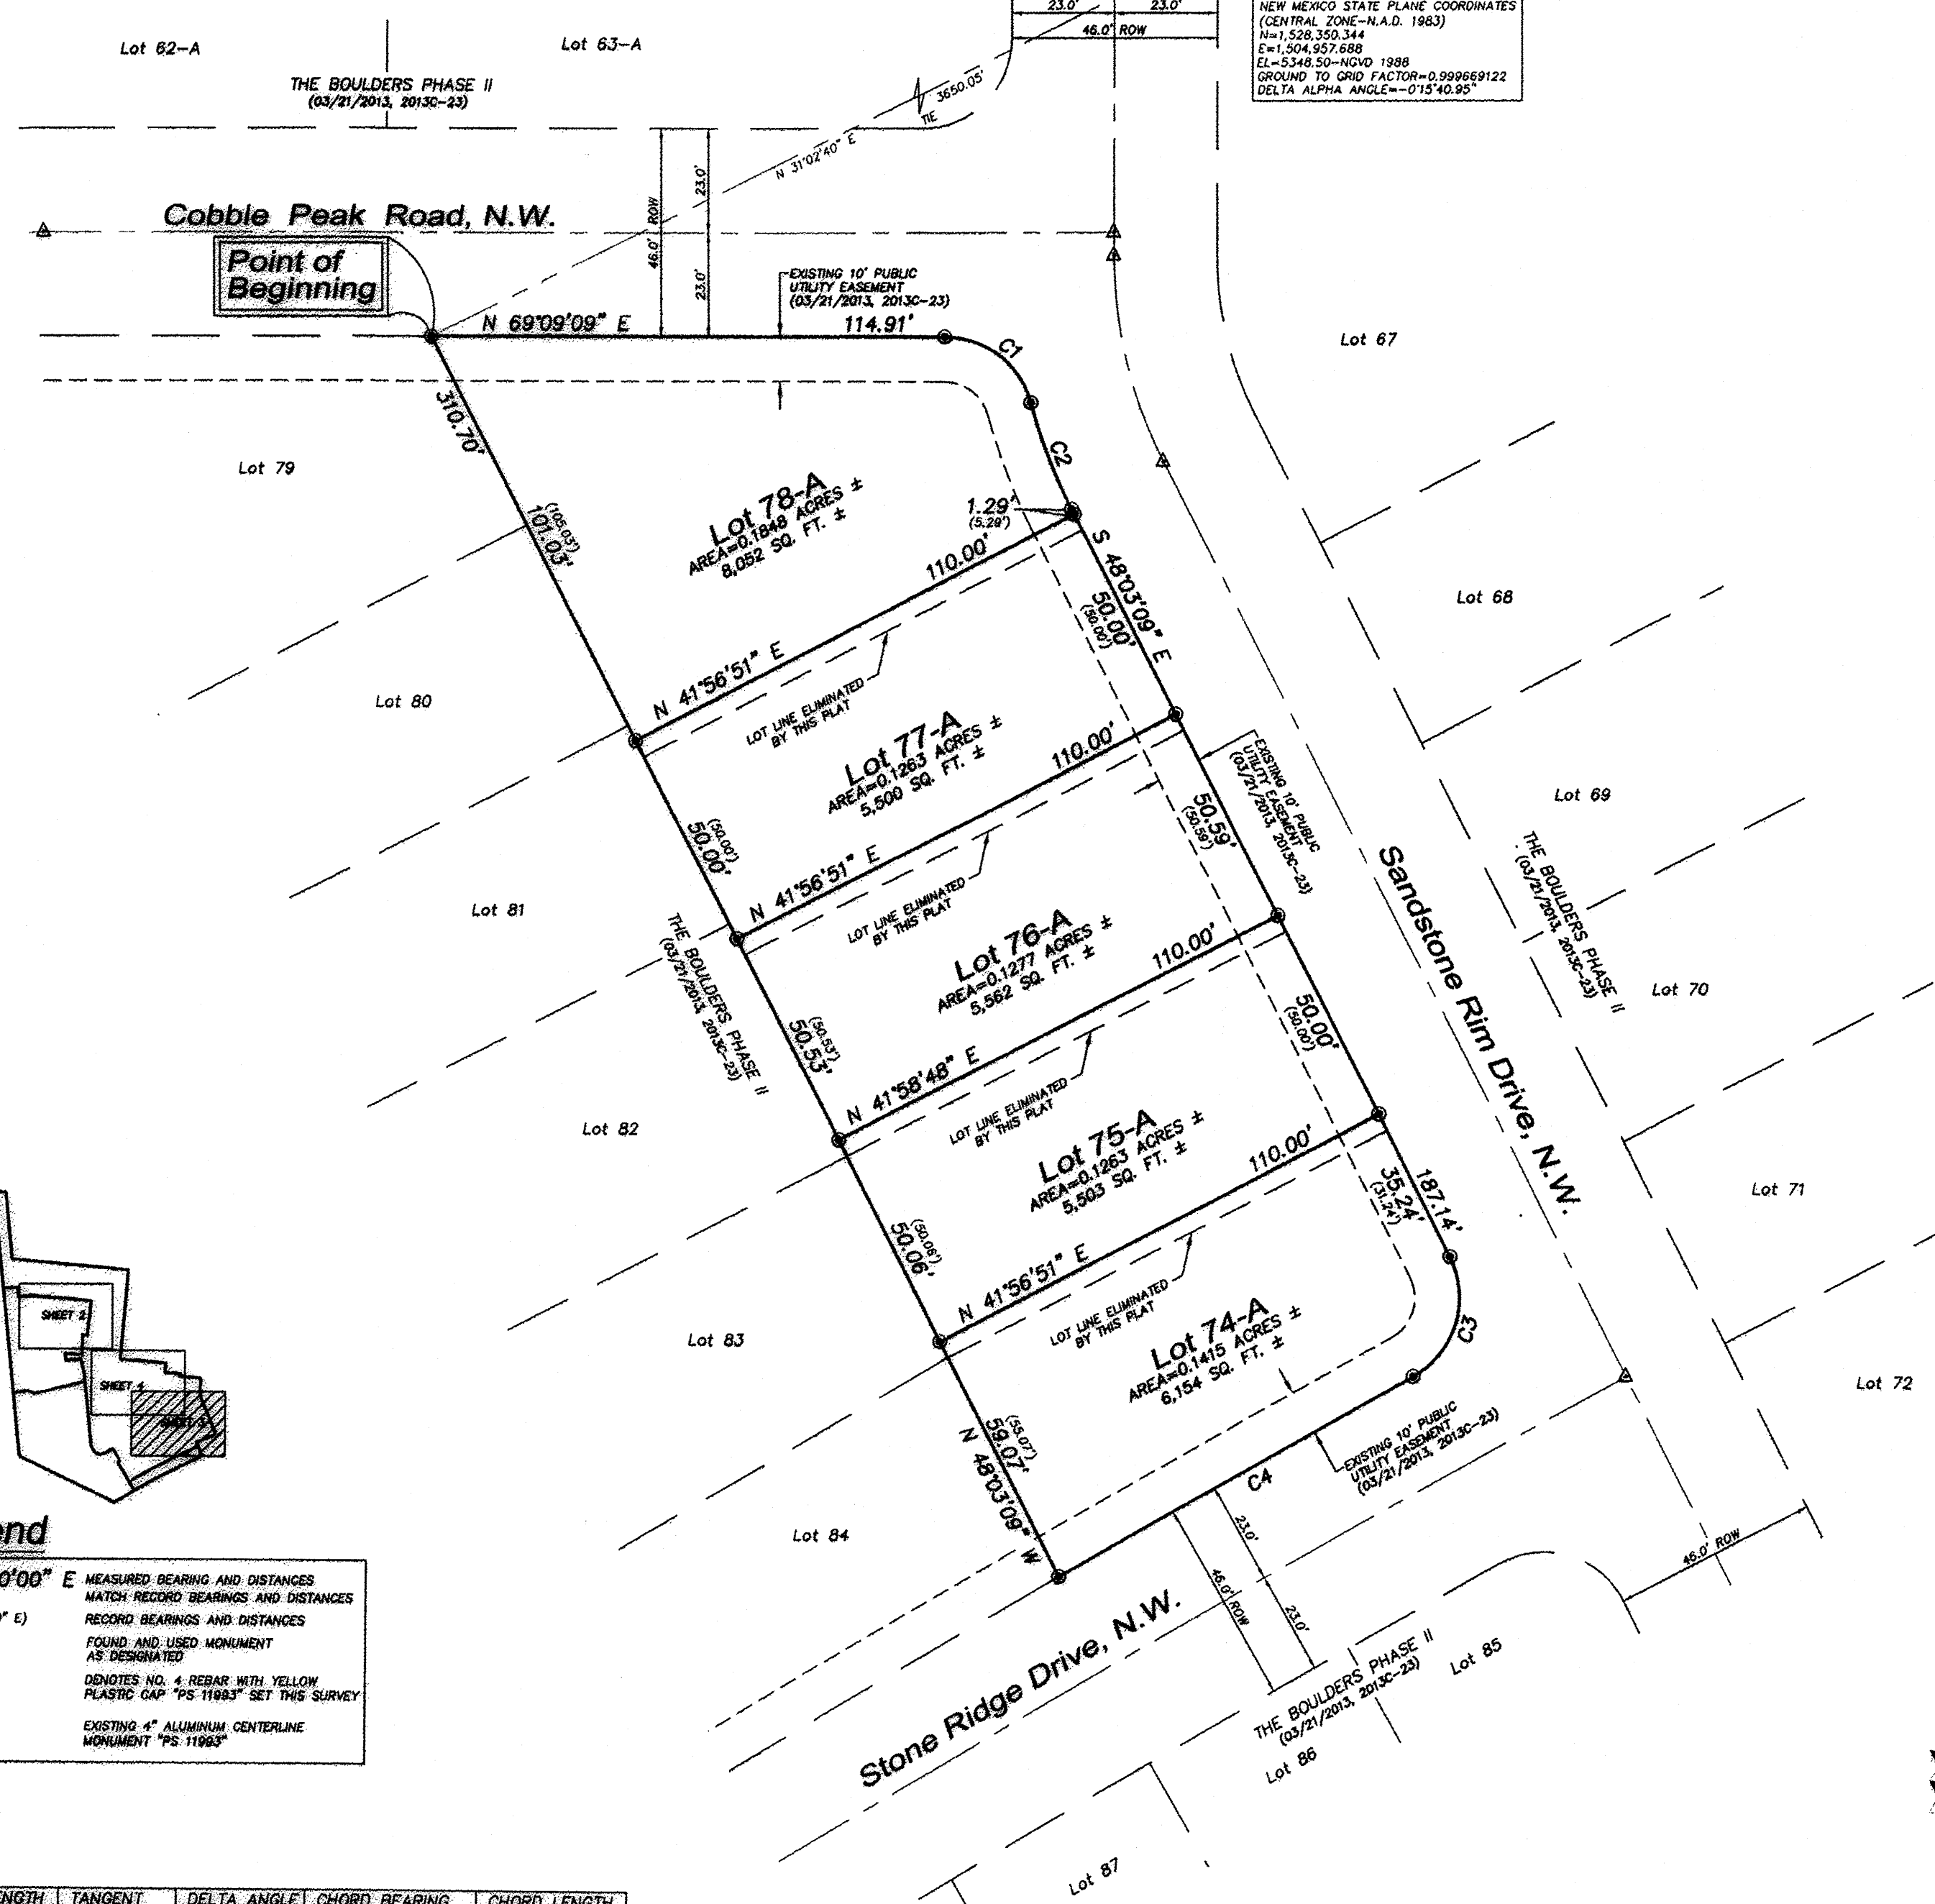 23.0'
23.0'
46.0' ROW
NEW MEXICO STATE PLANE COORDINATES
(CENTRAL ZONE-N.A.D. 1983)
N=1,528,350.344
E=1,504,957.688
EL=5348.50-NGVD 1988
GROUND TO GRID FACTOR=0.999669122
DELTA ALPHA ANGLE=-0°15'40.95"
Lot 62-A
Lot 63-A
THE BOULDERS PHASE II
(03/21/2013, 2013C-23)
3650.05'
TIE
N 31°02'40" E
23.0'
46.0' ROW
23.0'
Cobble Peak Road, N.W.
Point of
Beginning
EXISTING 10' PUBLIC
UTILITY EASEMENT
(03/21/2013, 2013C-23)
N 69°09'09" E
114.91'
C1
Lot 67
310.70'
C2
Lot 79
Lot 78-A
AREA=0.1848 ACRES ±
8,052 SQ. FT. ±
1.29'
(5.29')
(105.03')
101.03'
110.00'
S 48°03'09" E
50.00'
(50.00')
Lot 68
N 41°56'51" E
LOT LINE ELIMINATED
BY THIS PLAT
Lot 80
Lot 77-A
AREA=0.1263 ACRES ±
5,500 SQ. FT. ±
110.00'
EXISTING 10' PUBLIC
UTILITY EASEMENT
(03/21/2013, 2013C-23)
50.59'
(50.59')
Lot 69
(50.00')
50.00'
N 41°56'51" E
LOT LINE ELIMINATED
BY THIS PLAT
Lot 81
THE BOULDERS PHASE II
(03/21/2013, 2013C-23)
Lot 76-A
AREA=0.1277 ACRES ±
5,562 SQ. FT. ±
110.00'
Sandstone Rim Drive, N.W.
THE BOULDERS PHASE II
(03/21/2013, 2013C-23)
Lot 70
50.00'
(50.00')
(50.53')
50.53'
N 41°58'48" E
LOT LINE ELIMINATED
BY THIS PLAT
Lot 82
Lot 75-A
AREA=0.1263 ACRES ±
5,503 SQ. FT. ±
110.00'
187.14'
35.24'
(31.24')
Lot 71
(50.06')
50.06'
N 41°56'51" E
LOT LINE ELIMINATED
BY THIS PLAT
Lot 83
Lot 74-A
AREA=0.1415 ACRES ±
6,154 SQ. FT. ±
C3
Lot 72
SHEET 2
SHEET 4
(55.07')
59.07'
N 48°03'09" W
C4
EXISTING 10' PUBLIC
UTILITY EASEMENT
(03/21/2013, 2013C-23)
Lot 84
23.0'
46.0' ROW
23.0'
46.0' ROW
end
0'00" E MEASURED BEARING AND DISTANCES
MATCH RECORD BEARINGS AND DISTANCES
" E) RECORD BEARINGS AND DISTANCES
FOUND AND USED MONUMENT
AS DESIGNATED
DENOTES NO. 4 REBAR WITH YELLOW
PLASTIC CAP "PS 11993" SET THIS SURVEY
EXISTING 4" ALUMINUM CENTERLINE
MONUMENT "PS 11993"
Stone Ridge Drive, N.W.
THE BOULDERS PHASE II
(03/21/2013, 2013C-23)
Lot 85
Lot 86
Lot 87
ENGTH TANGENT DELTA ANGLE CHORD BEARING CHORD LENGTH